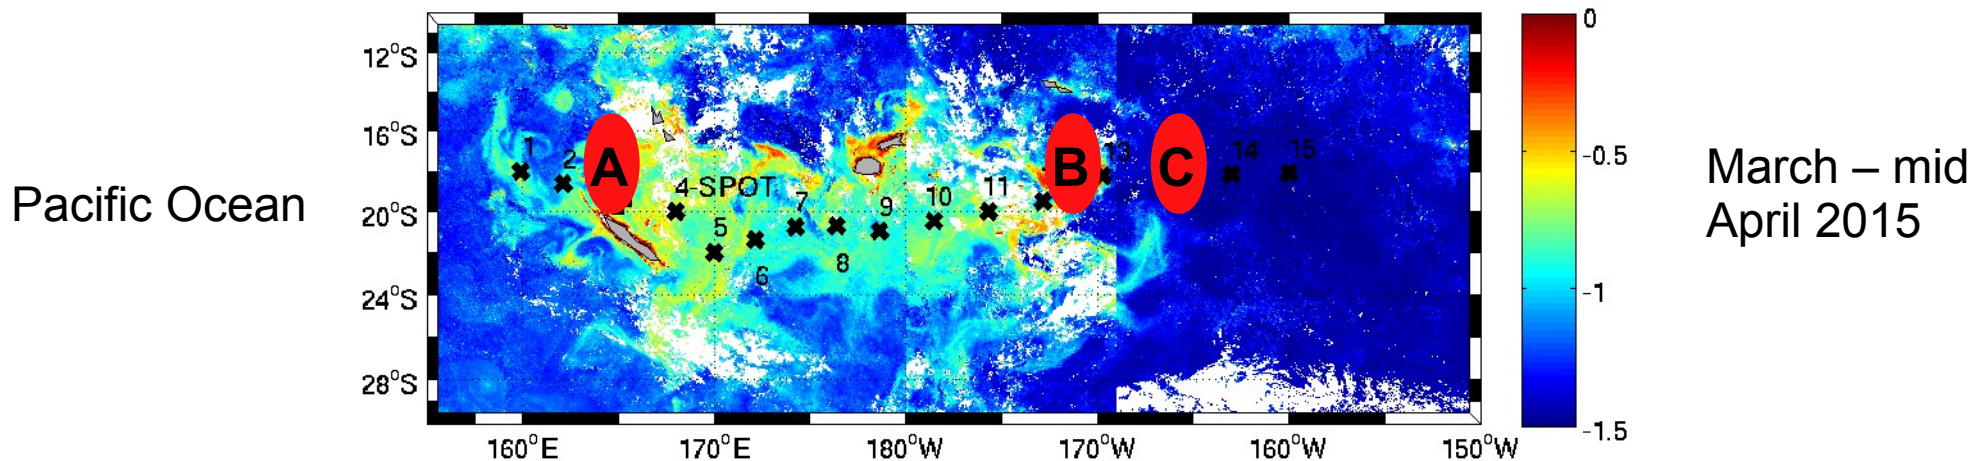 Pacific Ocean
12°S
16°S
20°S
24°S
28°S
160°E
170°E
180°W
170°W
160°W
150°W
1
2
A
4-SPOT
5
6
7
8
9
10
11
B
13
C
14
15
0
-0.5
-1
-1.5
March – mid
April 2015